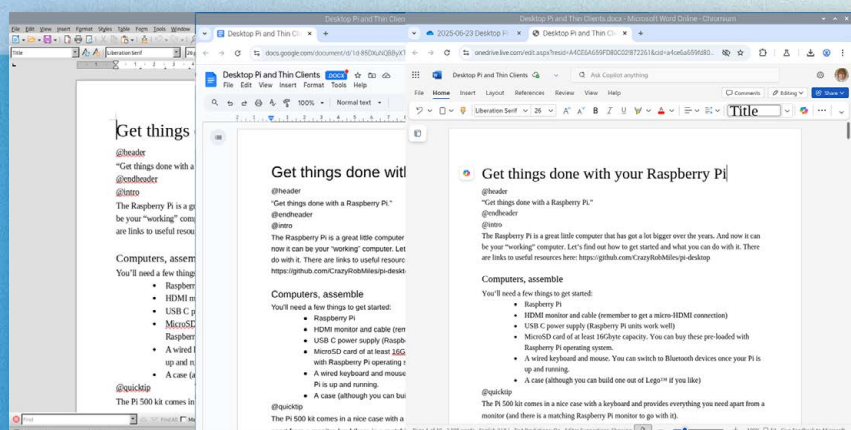 Desktop Pi and Thin Clien
Desktop Pi and Thin Clients.docx - Microsoft Word Online - Chromium
File Edit View Insert Format Styles Table Form Tools Window
Title
Liberation Serif
Get things
@header
“Get things done with a
@endheader
@intro
The Raspberry Pi is a gr
be your “working” comp
are links to useful resou
Computers, assem
You’ll need a few things
• Raspberr
• HDMI m
• USB C p
• MicroSD
Raspberr
• A wired k
up and ru
• A case (a
@quicktip
The Pi 500 kit comes in
Find
Find All
Desktop Pi and Thin Cli
docs.google.com/document/d/1d-86DXuNQBByXT
Desktop Pi and Thin Clients .DOCX
File Edit View Insert Format Tools Help
100% Normal text
Get things done with
@header
“Get things done with a Raspberry Pi.”
@endheader
@intro
The Raspberry Pi is a great little computer
now it can be your “working” computer. Let
do with it. There are links to useful resourc
https://github.com/CrazyRobMiles/pi-deskt
Computers, assemble
You’ll need a few things to get started:
• Raspberry Pi
• HDMI monitor and cable (rem
• USB C power supply (Raspb
• MicroSD card of at least 16G
with Raspberry Pi operating s
• A wired keyboard and mouse
Pi is up and running.
• A case (although you can bui
@quicktip
The Pi 500 kit comes in a nice case with a
2025-06-23 Desktop Pi
Desktop Pi and Thin Cli
Desktop Pi and Thin Clients
Ask Copilot anything
File Home Insert Layout References Review View Help
Comments Editing Share
Liberation Serif 26 B I U A Title
Get things done with your Raspberry Pi
@header
“Get things done with a Raspberry Pi.”
@endheader
@intro
The Raspberry Pi is a great little computer that has got a lot bigger over the years. And now it can
be your “working” computer. Let’s find out how to get started and what you can do with it. There
are links to useful resources here: https://github.com/CrazyRobMiles/pi-desktop
Computers, assemble
You’ll need a few things to get started:
• Raspberry Pi
• HDMI monitor and cable (remember to get a micro-HDMI connection)
• USB C power supply (Raspberry Pi units work well)
• MicroSD card of at least 16Gbyte capacity. You can buy these pre-loaded with
Raspberry Pi operating system.
• A wired keyboard and mouse. You can switch to Bluetooth devices once your Pi is
up and running.
• A case (although you can build one out of Lego™ if you like)
@quicktip
The Pi 500 kit comes in a nice case with a keyboard and provides everything you need apart from a
monitor (and there is a matching Raspberry Pi monitor to go with it).